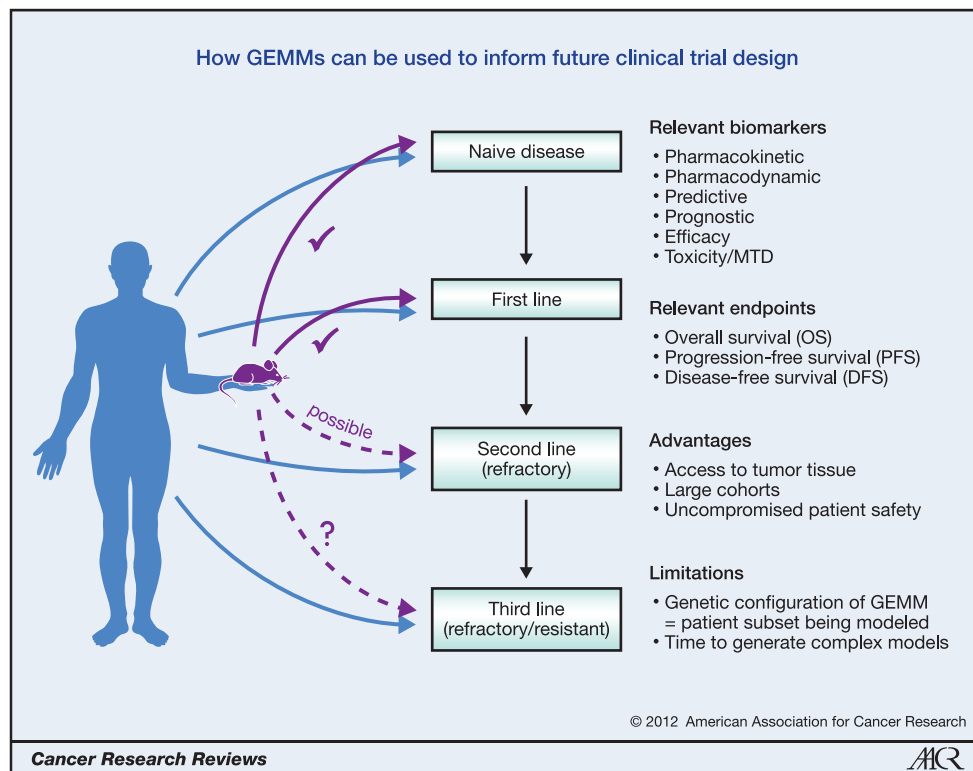 How GEMMs can be used to inform future clinical trial design
Naive disease
First line
possible
Second line
(refractory)
?
Third line
(refractory/resistant)
Relevant biomarkers
• Pharmacokinetic
• Pharmacodynamic
• Predictive
• Prognostic
• Efficacy
• Toxicity/MTD
Relevant endpoints
• Overall survival (OS)
• Progression-free survival (PFS)
• Disease-free survival (DFS)
Advantages
• Access to tumor tissue
• Large cohorts
• Uncompromised patient safety
Limitations
• Genetic configuration of GEMM
= patient subset being modeled
• Time to generate complex models
© 2012 American Association for Cancer Research
Cancer Research Reviews
AACR